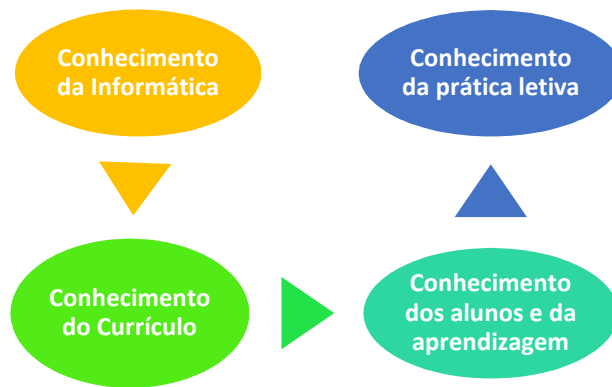 Conhecimento
da Informática
Conhecimento
da prática letiva
Conhecimento
do Currículo
Conhecimento
dos alunos e da
aprendizagem